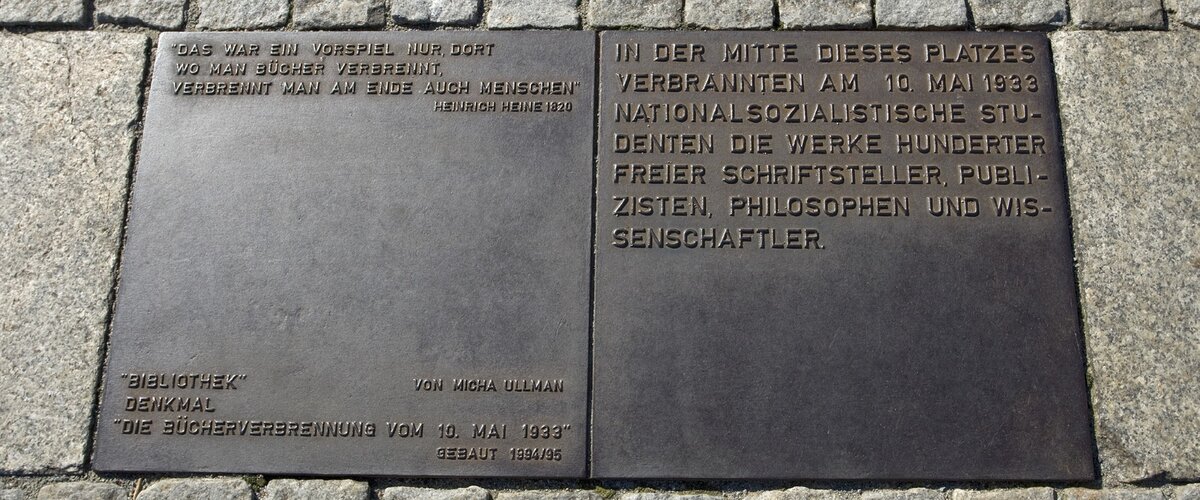 "DAS WAR EIN VORSPIEL NUR, DORT
WO MAN BÜCHER VERBRENNT,
VERBRENNT MAN AM ENDE AUCH MENSCHEN"
HEINRICH HEINE 1820
"BIBLIOTHEK" VON MICHA ULLMAN
DENKMAL
"DIE BÜCHERVERBRENNUNG VOM 10. MAI 1933"
GEBAUT 1994/95
IN DER MITTE DIESES PLATZES
VERBRANNTEN AM 10. MAI 1933
NATIONALSOZIALISTISCHE STU-
DENTEN DIE WERKE HUNDERTER
FREIER SCHRIFTSTELLER, PUBLI-
ZISTEN, PHILOSOPHEN UND WIS-
SENSCHAFTLER.